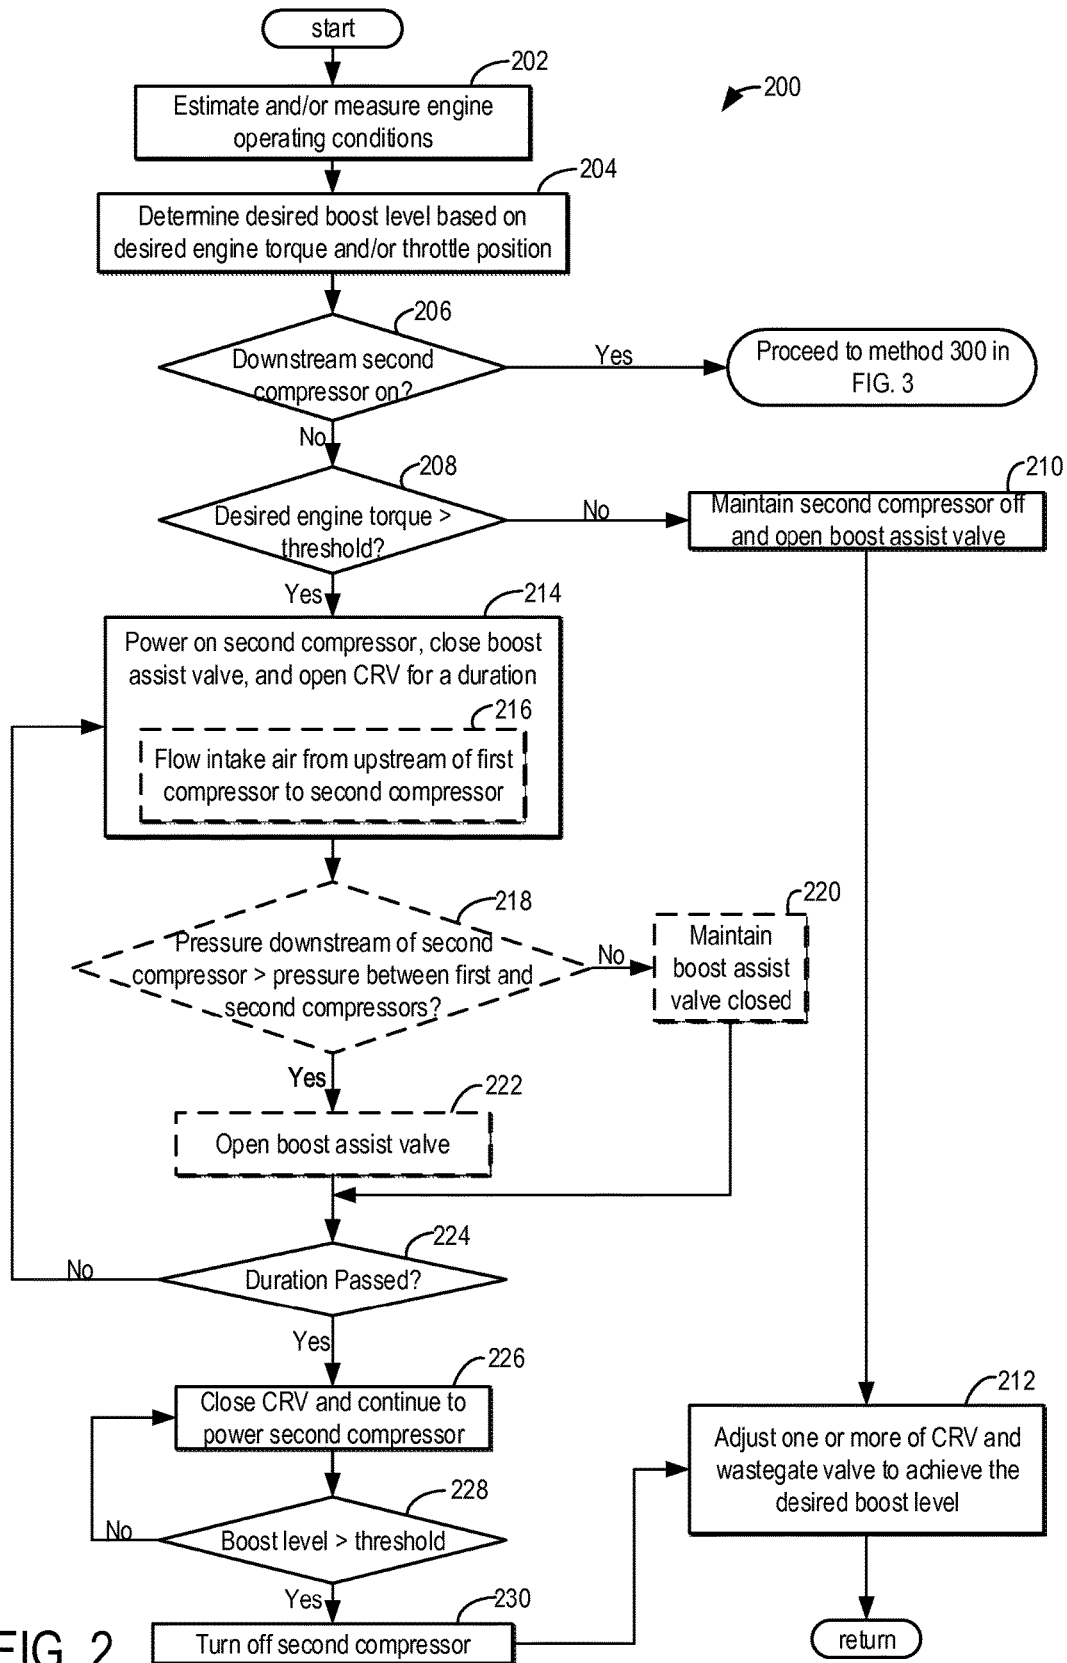 start
202
Estimate and/or measure engine
operating conditions
200
204
Determine desired boost level based on
desired engine torque and/or throttle position
206
Downstream second
compressor on?
Yes
Proceed to method 300 in
FIG. 3
No
208
Desired engine torque >
threshold?
No
210
Maintain second compressor off
and open boost assist valve
Yes
214
Power on second compressor, close boost
assist valve, and open CRV for a duration
216
Flow intake air from upstream of first
compressor to second compressor
218
Pressure downstream of second
compressor > pressure between first and
second compressors?
No
220
Maintain
boost assist
valve closed
Yes
222
Open boost assist valve
224
Duration Passed?
No
Yes
226
Close CRV and continue to
power second compressor
212
Adjust one or more of CRV and
wastegate valve to achieve the
desired boost level
228
Boost level > threshold
No
Yes
230
Turn off second compressor
return
FIG. 2